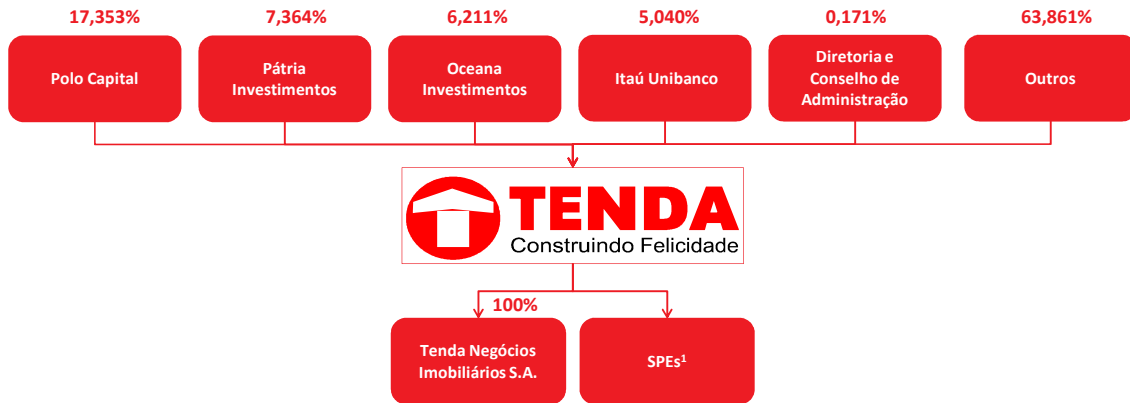 17,353%
7,364%
6,211%
5,040%
0,171%
63,861%
Polo Capital
Pátria
Investimentos
Oceana
Investimentos
Itaú Unibanco
Diretoria e
Conselho de
Administração
Outros
TENDA
Construindo Felicidade
100%
Tenda Negócios
Imobiliários S.A.
SPEs¹